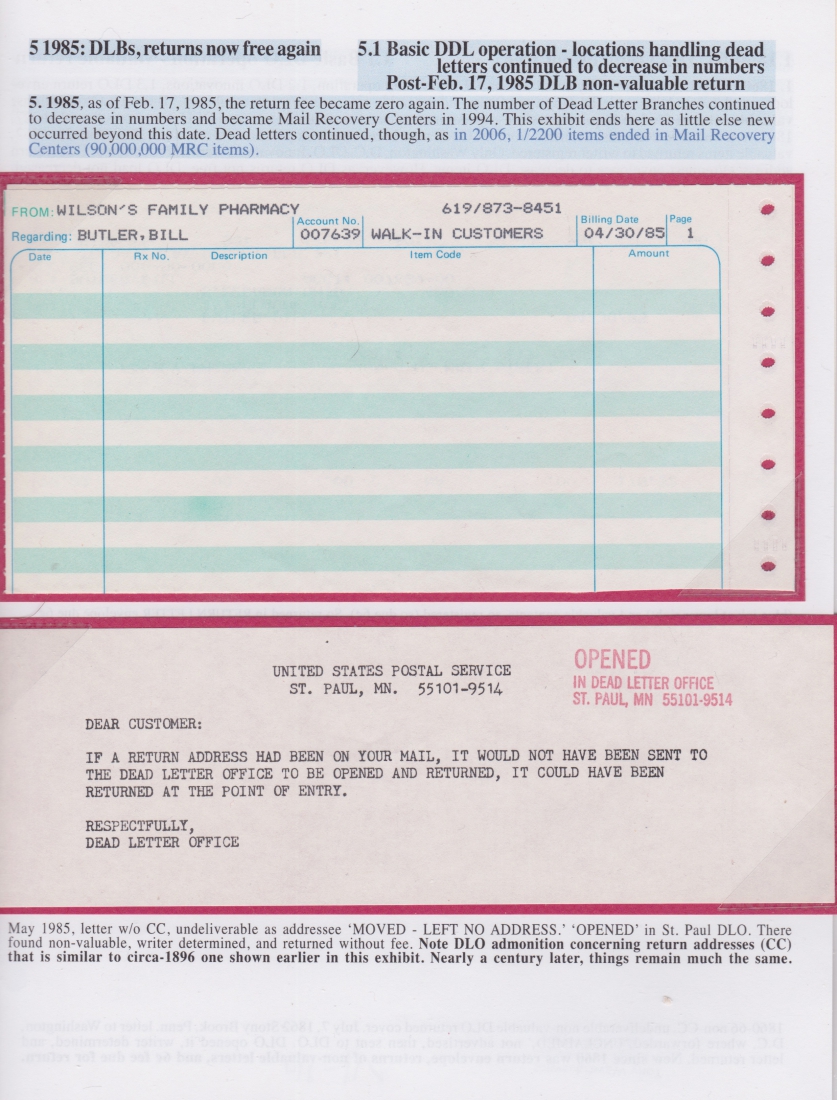 5 1985: DLBs, returns now free again
5.1 Basic DDL operation - locations handling dead
letters continued to decrease in numbers
Post-Feb. 17, 1985 DLB non-valuable return
5. 1985, as of Feb. 17, 1985, the return fee became zero again. The number of Dead Letter Branches continued
to decrease in numbers and became Mail Recovery Centers in 1994. This exhibit ends here as little else new
occurred beyond this date. Dead letters continued, though, as in 2006, 1/2200 items ended in Mail Recovery
Centers (90,000,000 MRC items).
FROM: WILSON'S FAMILY PHARMACY 619/873-8451
Regarding: BUTLER, BILL Account No. 007639 WALK-IN CUSTOMERS Billing Date 04/30/85 Page 1
Date Rx No. Description Item Code Amount
UNITED STATES POSTAL SERVICE
ST. PAUL, MN. 55101-9514
OPENED
IN DEAD LETTER OFFICE
ST. PAUL, MN 55101-9514
DEAR CUSTOMER:
IF A RETURN ADDRESS HAD BEEN ON YOUR MAIL, IT WOULD NOT HAVE BEEN SENT TO
THE DEAD LETTER OFFICE TO BE OPENED AND RETURNED, IT COULD HAVE BEEN
RETURNED AT THE POINT OF ENTRY.
RESPECTFULLY,
DEAD LETTER OFFICE
May 1985, letter w/o CC, undeliverable as addressee 'MOVED - LEFT NO ADDRESS.' 'OPENED' in St. Paul DLO. There
found non-valuable, writer determined, and returned without fee. Note DLO admonition concerning return addresses (CC)
that is similar to circa-1896 one shown earlier in this exhibit. Nearly a century later, things remain much the same.